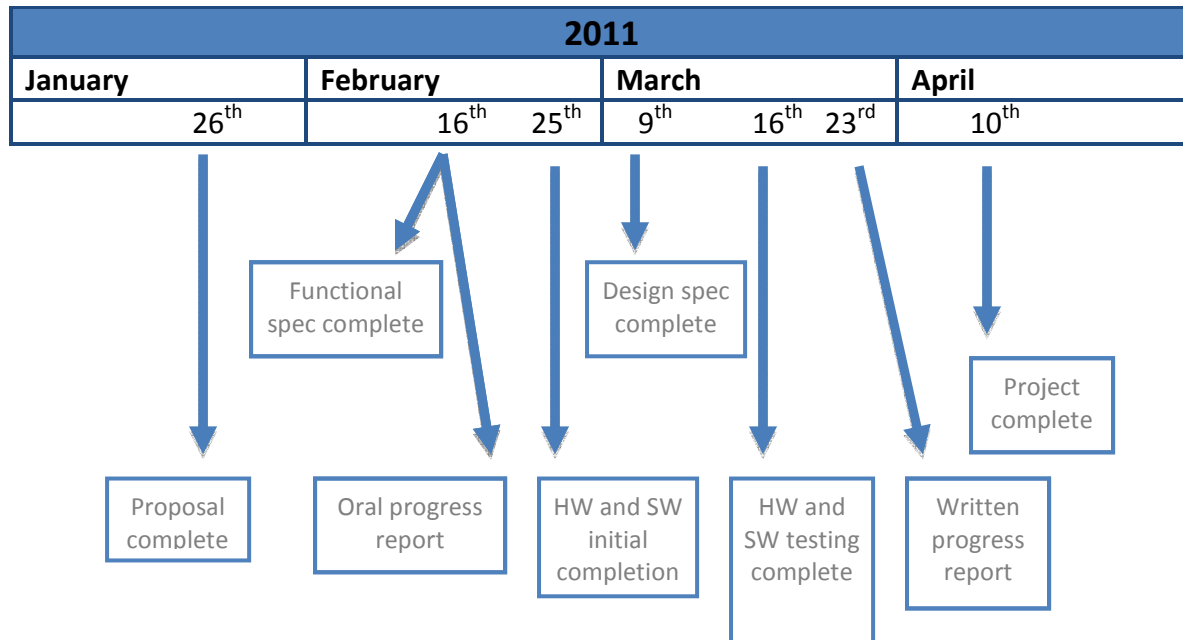 2011
January February March April
26th 16th 25th 9th 16th 23rd 10th
Functional
spec complete
Design spec
complete
Project
complete
Proposal
complete
Oral progress
report
HW and SW
initial
completion
HW and
SW testing
complete
Written
progress
report